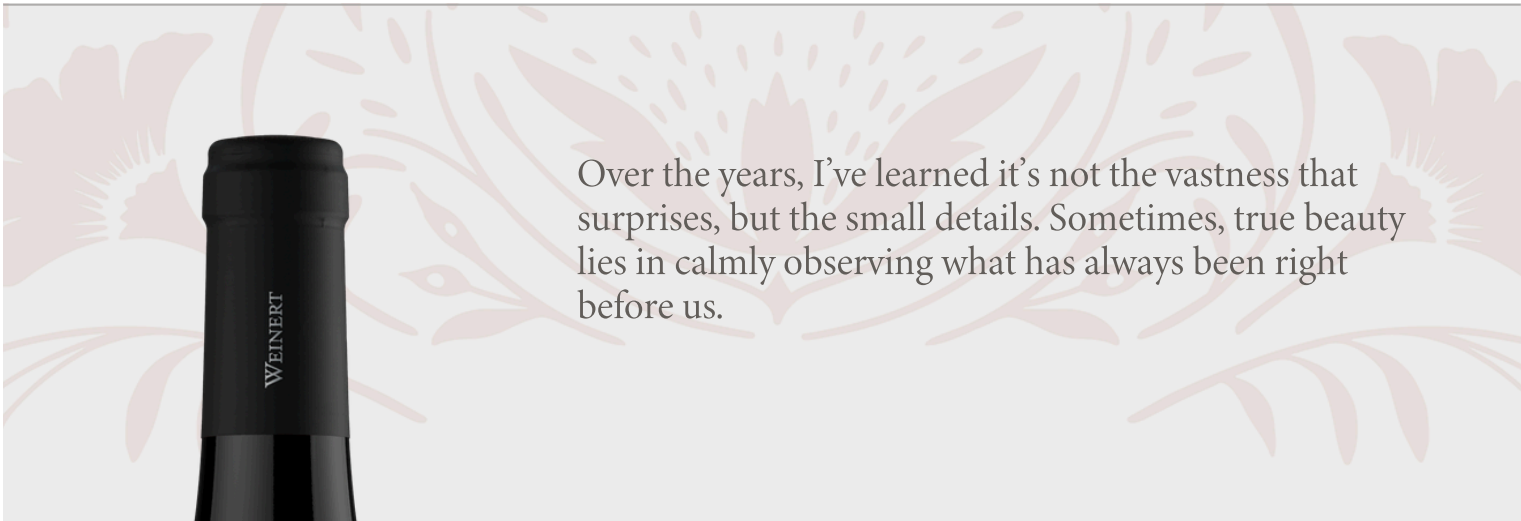 Over the years, I’ve learned it’s not the vastness that
surprises, but the small details. Sometimes, true beauty
lies in calmly observing what has always been right
before us.
WEINERT